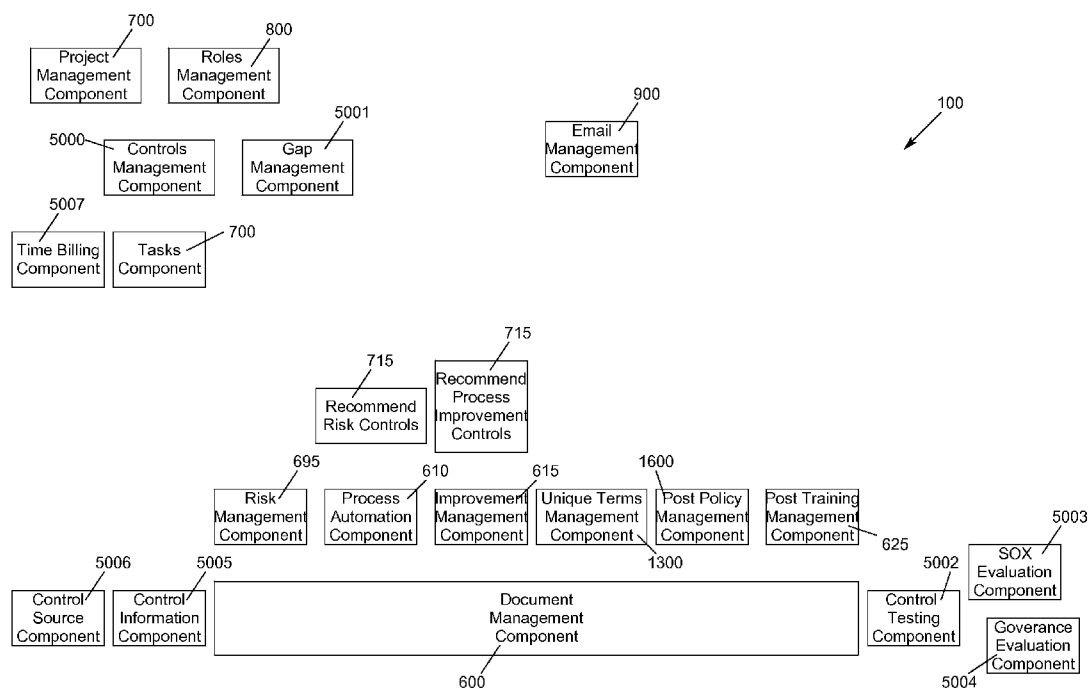 700
800
Project
Management
Component
Roles
Management
Component
900
100
5000
5001
Controls
Management
Component
Gap
Management
Component
Email
Management
Component
5007
700
Time Billing
Component
Tasks
Component
715
715
Recommend
Risk Controls
Recommend
Process
Improvement
Controls
695
610
615
1600
Risk
Management
Component
Process
Automation
Component
Improvement
Management
Component
Unique Terms
Management
Component
Post Policy
Management
Component
Post Training
Management
Component
1300
625
5003
5006
5005
5002
SOX
Evaluation
Component
Control
Source
Component
Control
Information
Component
Document
Management
Component
Control
Testing
Component
Goverance
Evaluation
Component
600
5004